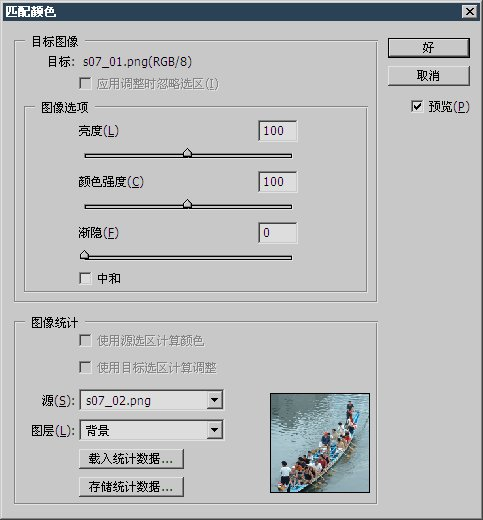 匹配颜色
目标图像
好
目标: s07_01.png(RGB/8)
取消
应用调整时忽略选区(I)
预览(P)
图像选项
亮度(L) 100
颜色强度(C) 100
渐隐(F) 0
中和
图像统计
使用源选区计算颜色
使用目标选区计算调整
源(S): s07_02.png
图层(L): 背景
载入统计数据...
存储统计数据...